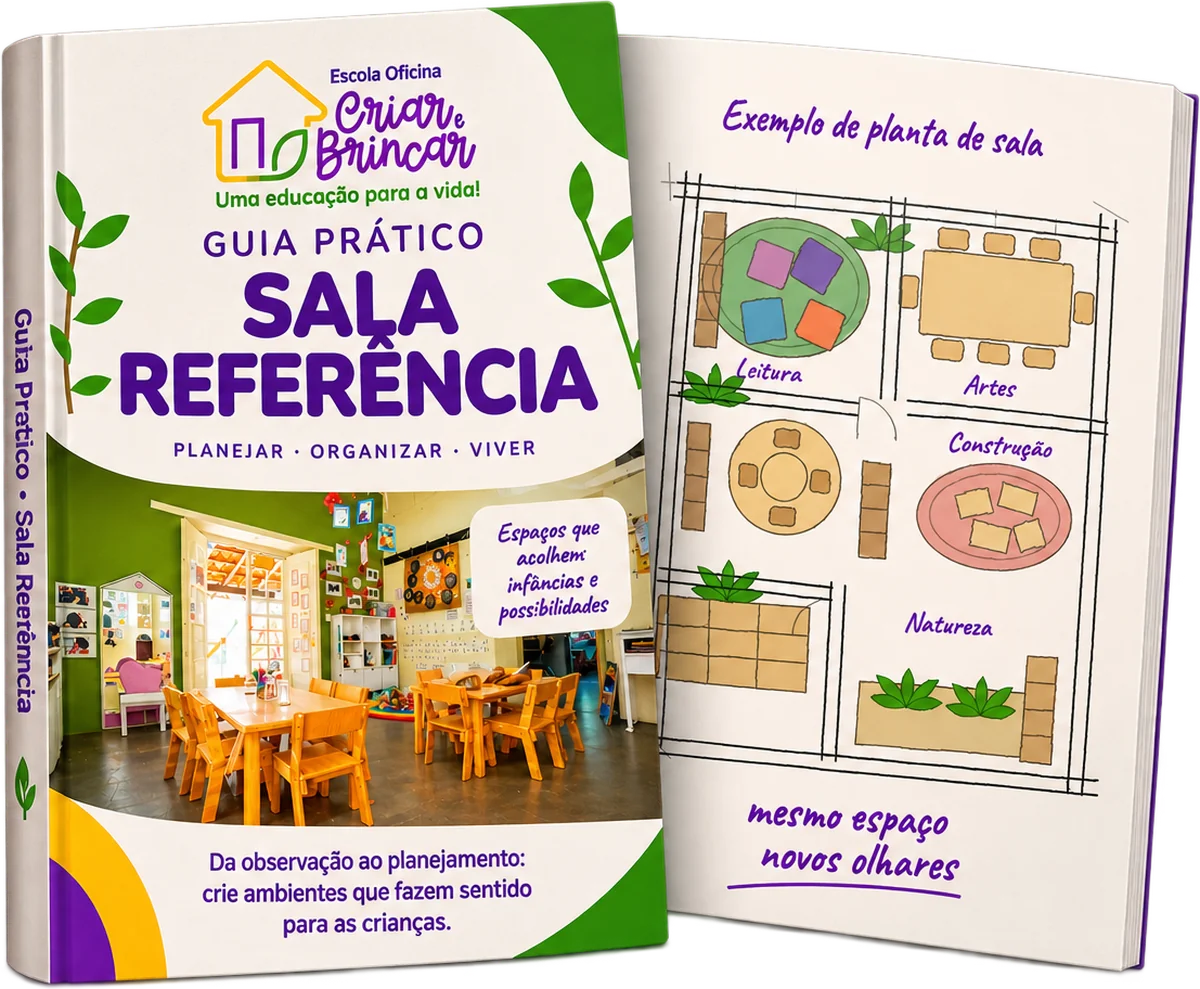 Escola Oficina
Criar e
Brincar
Uma educação para a vida!
GUIA PRÁTICO
SALA
REFERÊNCIA
PLANEJAR · ORGANIZAR · VIVER
Espaços que
acolhem
infâncias e
possibilidades
Da observação ao planejamento:
crie ambientes que fazem sentido
para as crianças.
Guia Pratico • Sala Reerênncia
Exemplo de planta de sala
Leitura
Artes
Construção
Natureza
mesmo espaço
novos olhares